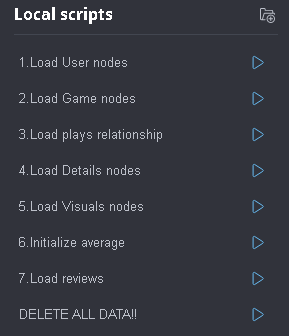 Local scripts
1.Load User nodes
2.Load Game nodes
3.Load plays relationship
4.Load Details nodes
5.Load Visuals nodes
6.Initialize average
7.Load reviews
DELETE ALL DATA!!